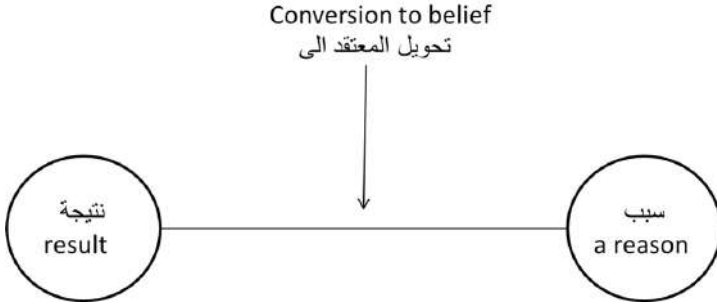 Conversion to belief
تحويل المعتقد الى
نتيجة
result
سبب
a reason